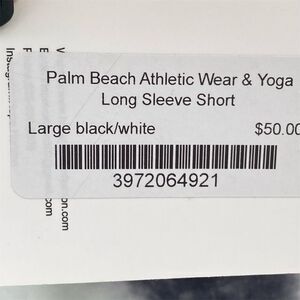 Palm Beach Athletic Wear & Yoga
Long Sleeve Short
Large black/white $50.00
3972064921